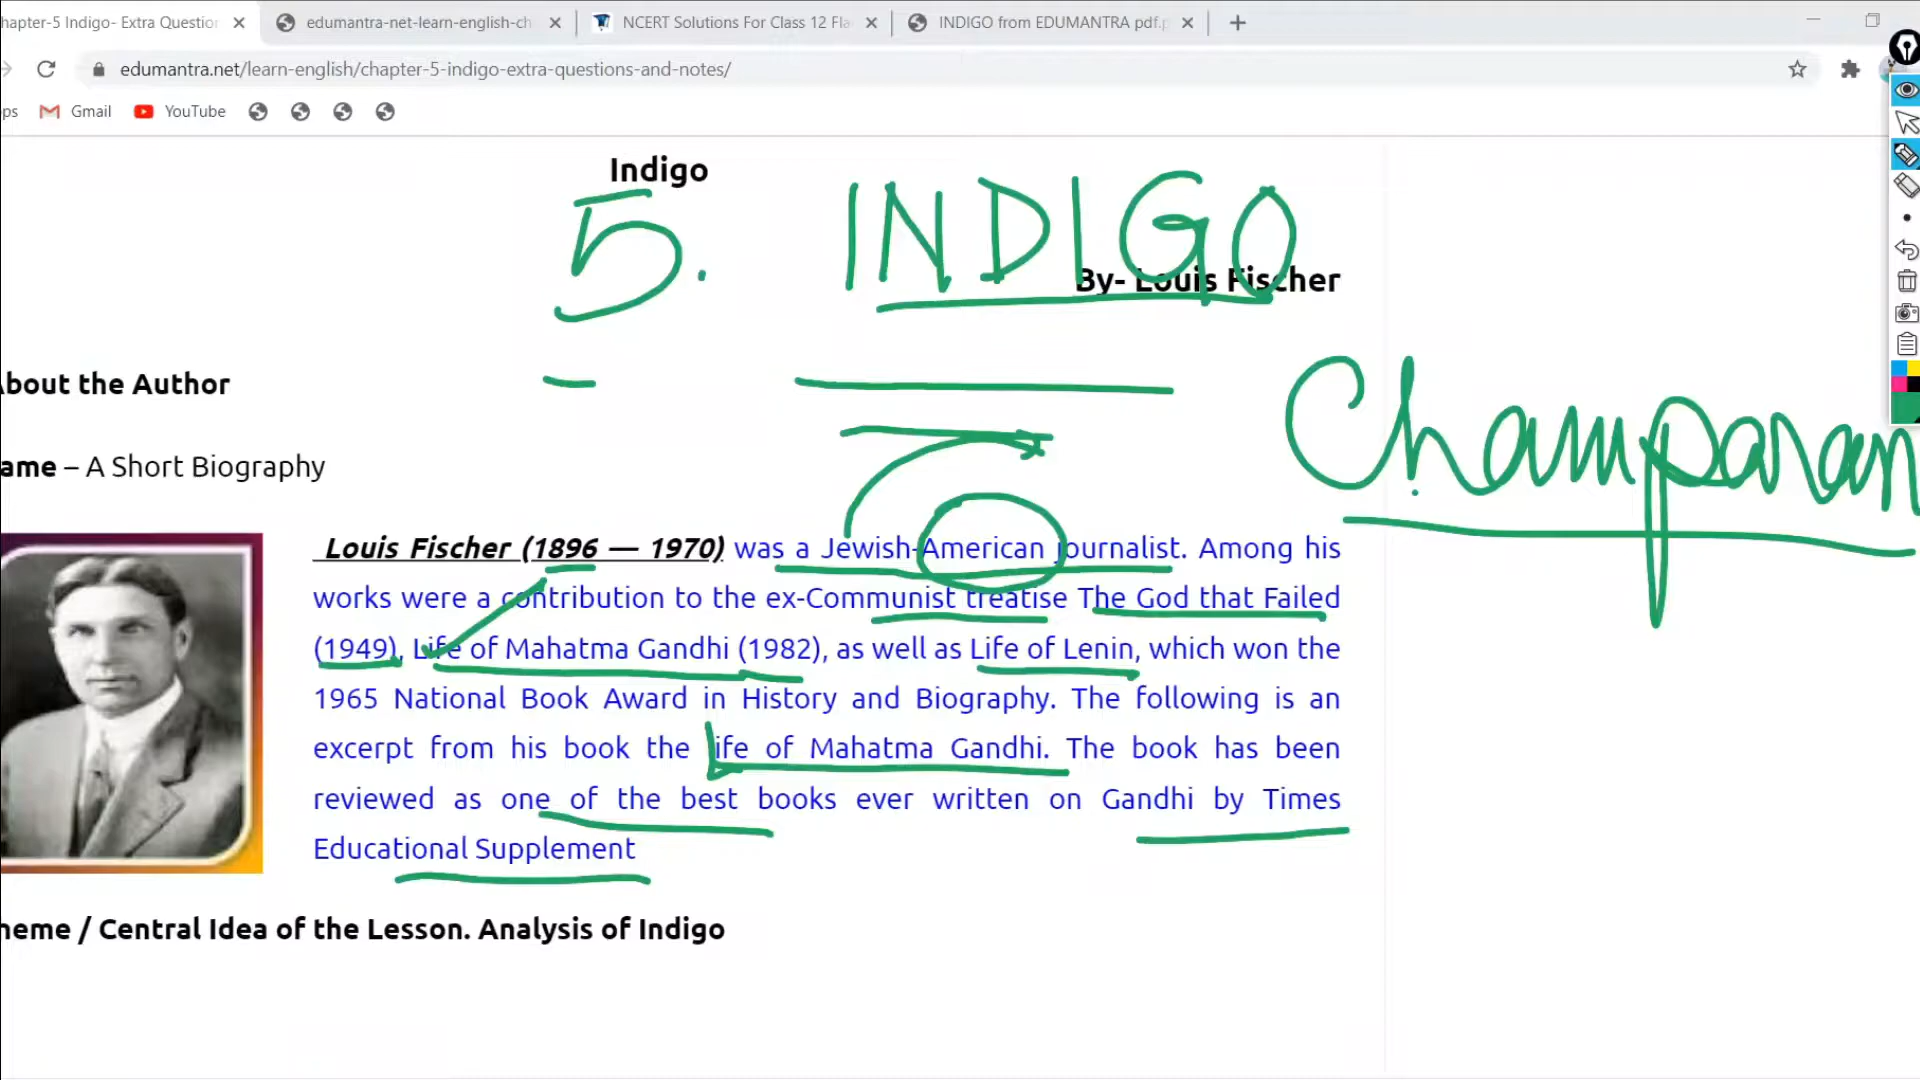 hapter-5 Indigo- Extra Question
edumantra-net-learn-english-ch
NCERT Solutions For Class 12 Fla
INDIGO from EDUMANTRA pdf.p
edumantra.net/learn-english/chapter-5-indigo-extra-questions-and-notes/
ps Gmail YouTube
Indigo
5. INDIGO
By- Louis Fischer
About the Author
Champaran
ame – A Short Biography
Louis Fischer (1896 — 1970) was a Jewish-American journalist. Among his
works were a contribution to the ex-Communist treatise The God that Failed
(1949), Life of Mahatma Gandhi (1982), as well as Life of Lenin, which won the
1965 National Book Award in History and Biography. The following is an
excerpt from his book the life of Mahatma Gandhi. The book has been
reviewed as one of the best books ever written on Gandhi by Times
Educational Supplement
heme / Central Idea of the Lesson. Analysis of Indigo